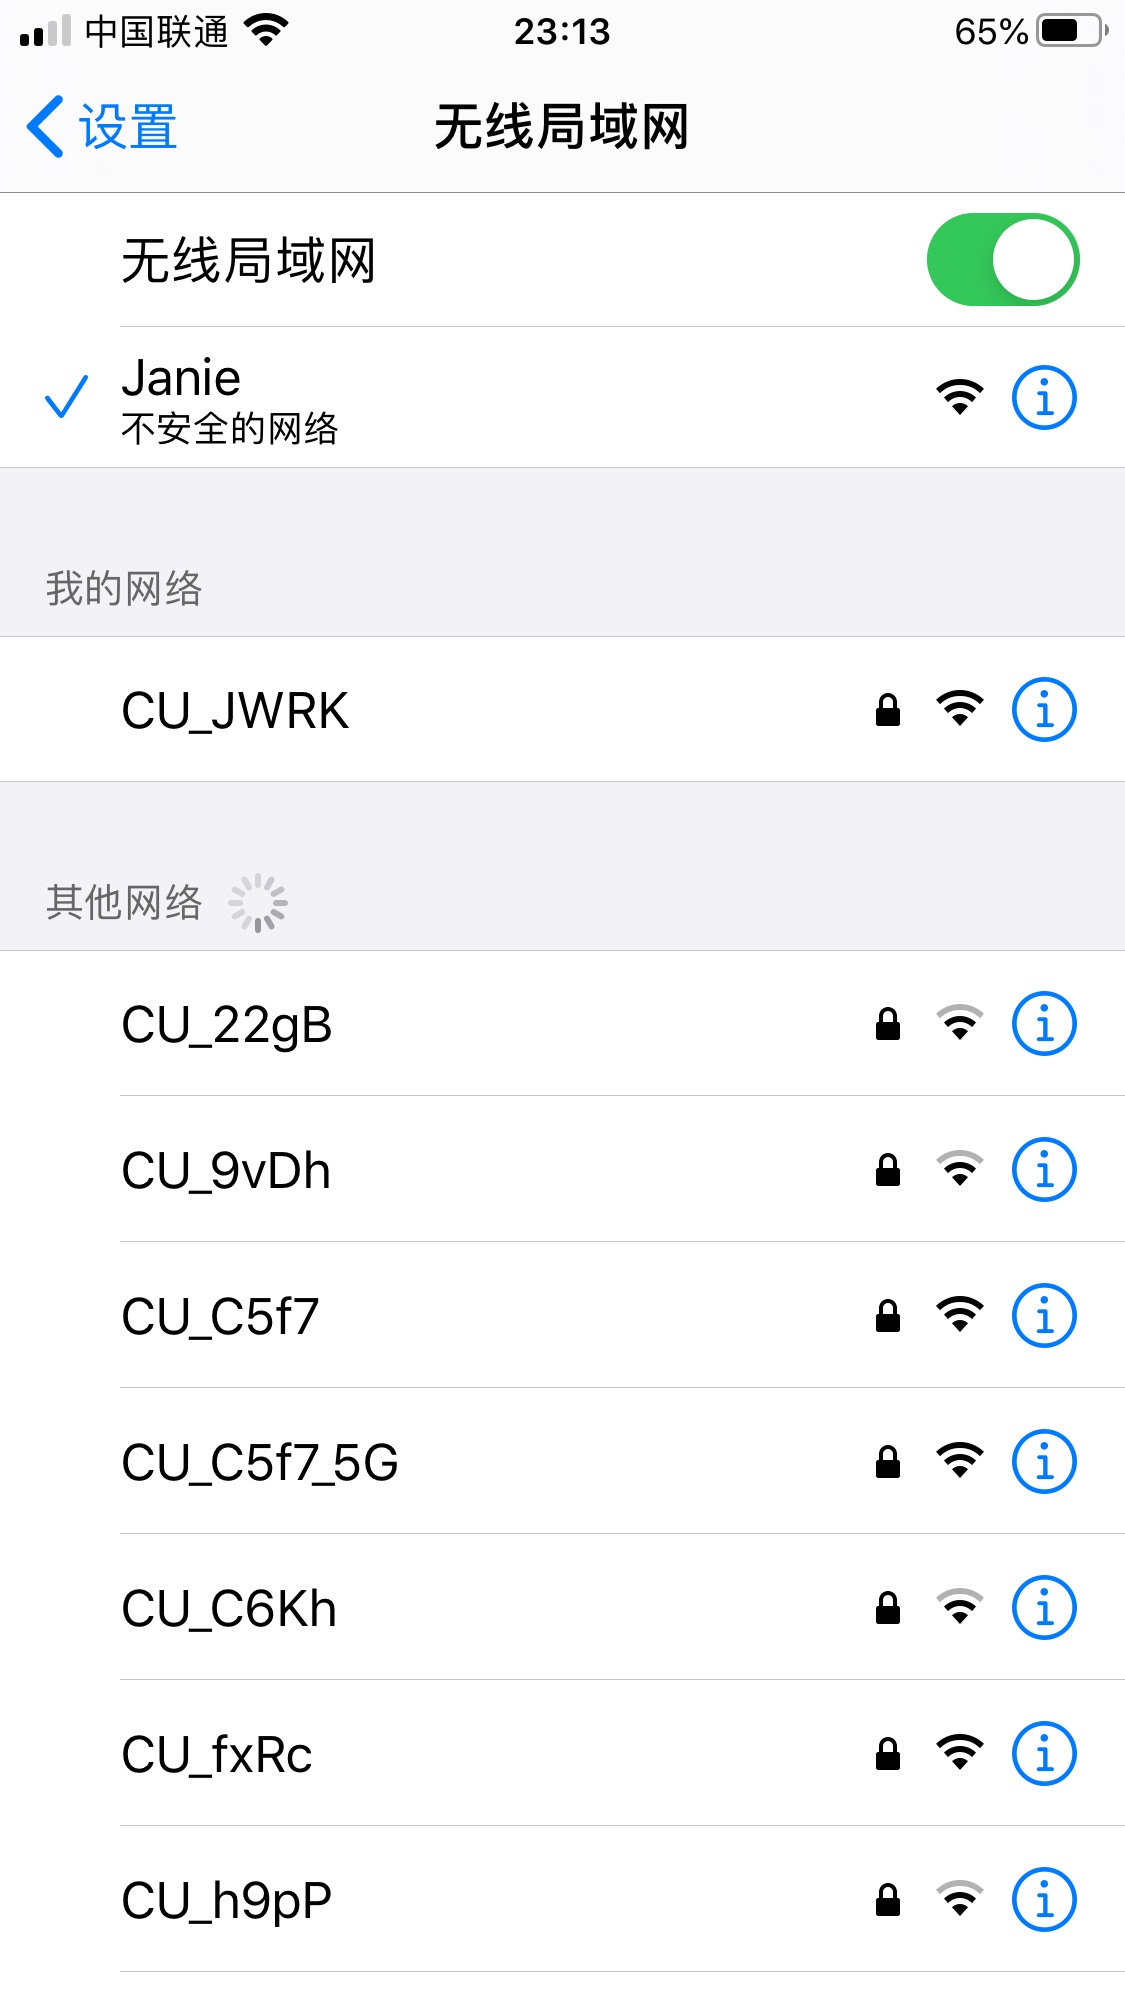 中国联通 23:13 65%
设置 无线局域网
无线局域网
Janie
不安全的网络
我的网络
CU_JWRK
其他网络
CU_22gB
CU_9vDh
CU_C5f7
CU_C5f7_5G
CU_C6Kh
CU_fxRc
CU_h9pP